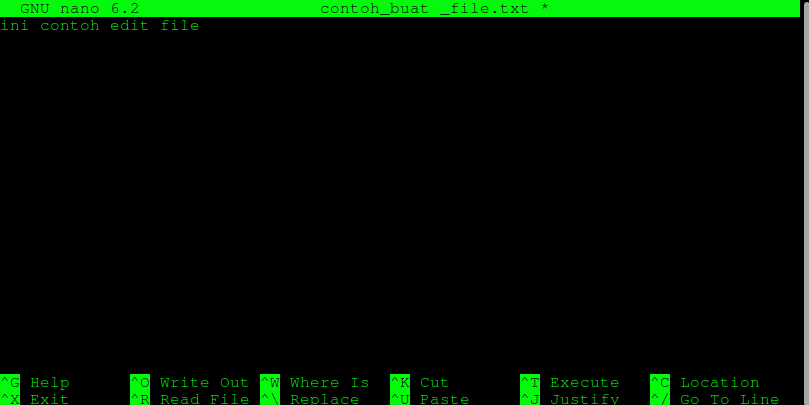 GNU nano 6.2 contoh_buat _file.txt *
ini contoh edit file
^G Help ^O Write Out ^W Where Is ^K Cut ^T Execute ^C Location
^X Exit ^R Read File ^\ Replace ^U Paste ^J Justify ^/ Go To Line